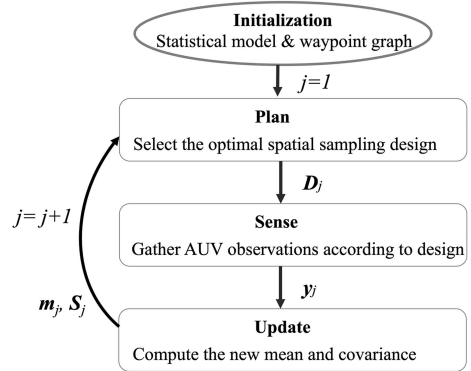 Initialization
Statistical model & waypoint graph
j=1
Plan
Select the optimal spatial sampling design
D_j
j= j+1
Sense
Gather AUV observations according to design
y_j
m_j, S_j
Update
Compute the new mean and covariance